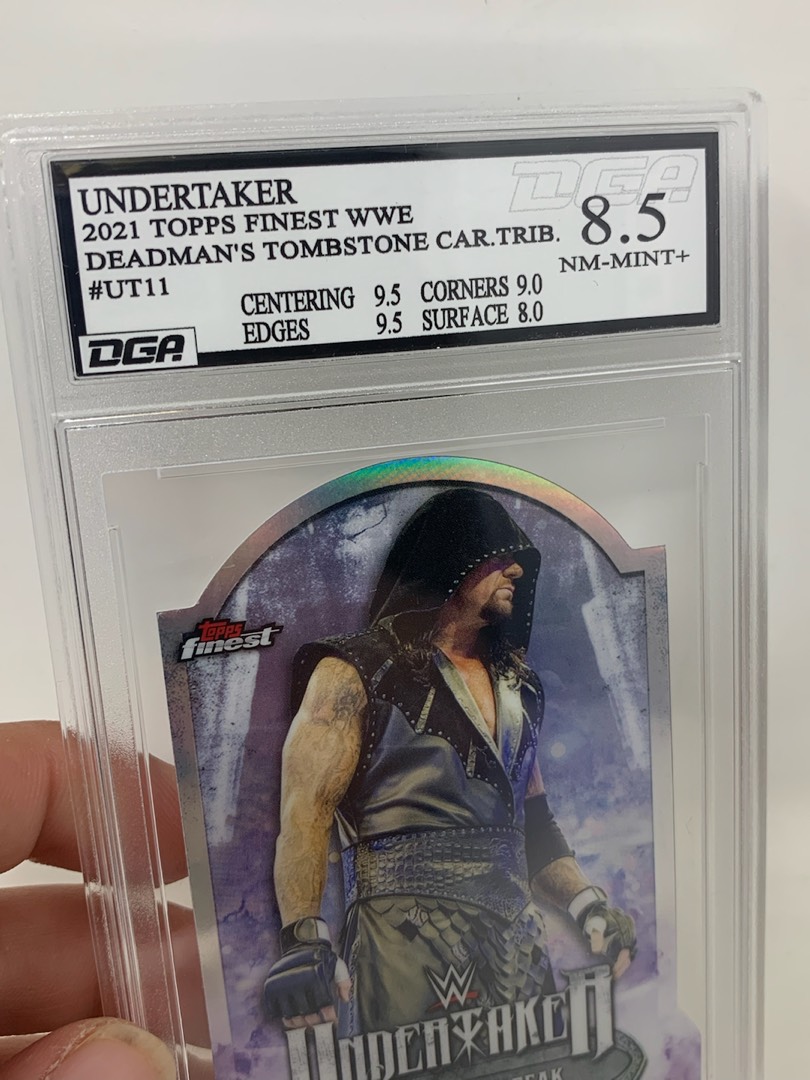 DGA
UNDERTAKER
2021 TOPPS FINEST WWE
DEADMAN'S TOMBSTONE CAR.TRIB.
#UT11
8.5
NM-MINT+
CENTERING 9.5 CORNERS 9.0
EDGES 9.5 SURFACE 8.0
DGA
topps
finest
W
UNDERTAKER